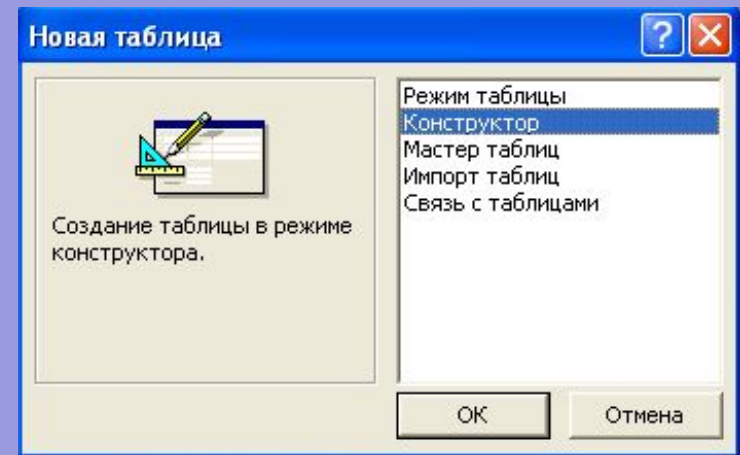 Новая таблица
Режим таблицы
Конструктор
Мастер таблиц
Импорт таблиц
Связь с таблицами
Создание таблицы в режиме
конструктора.
ОК
Отмена